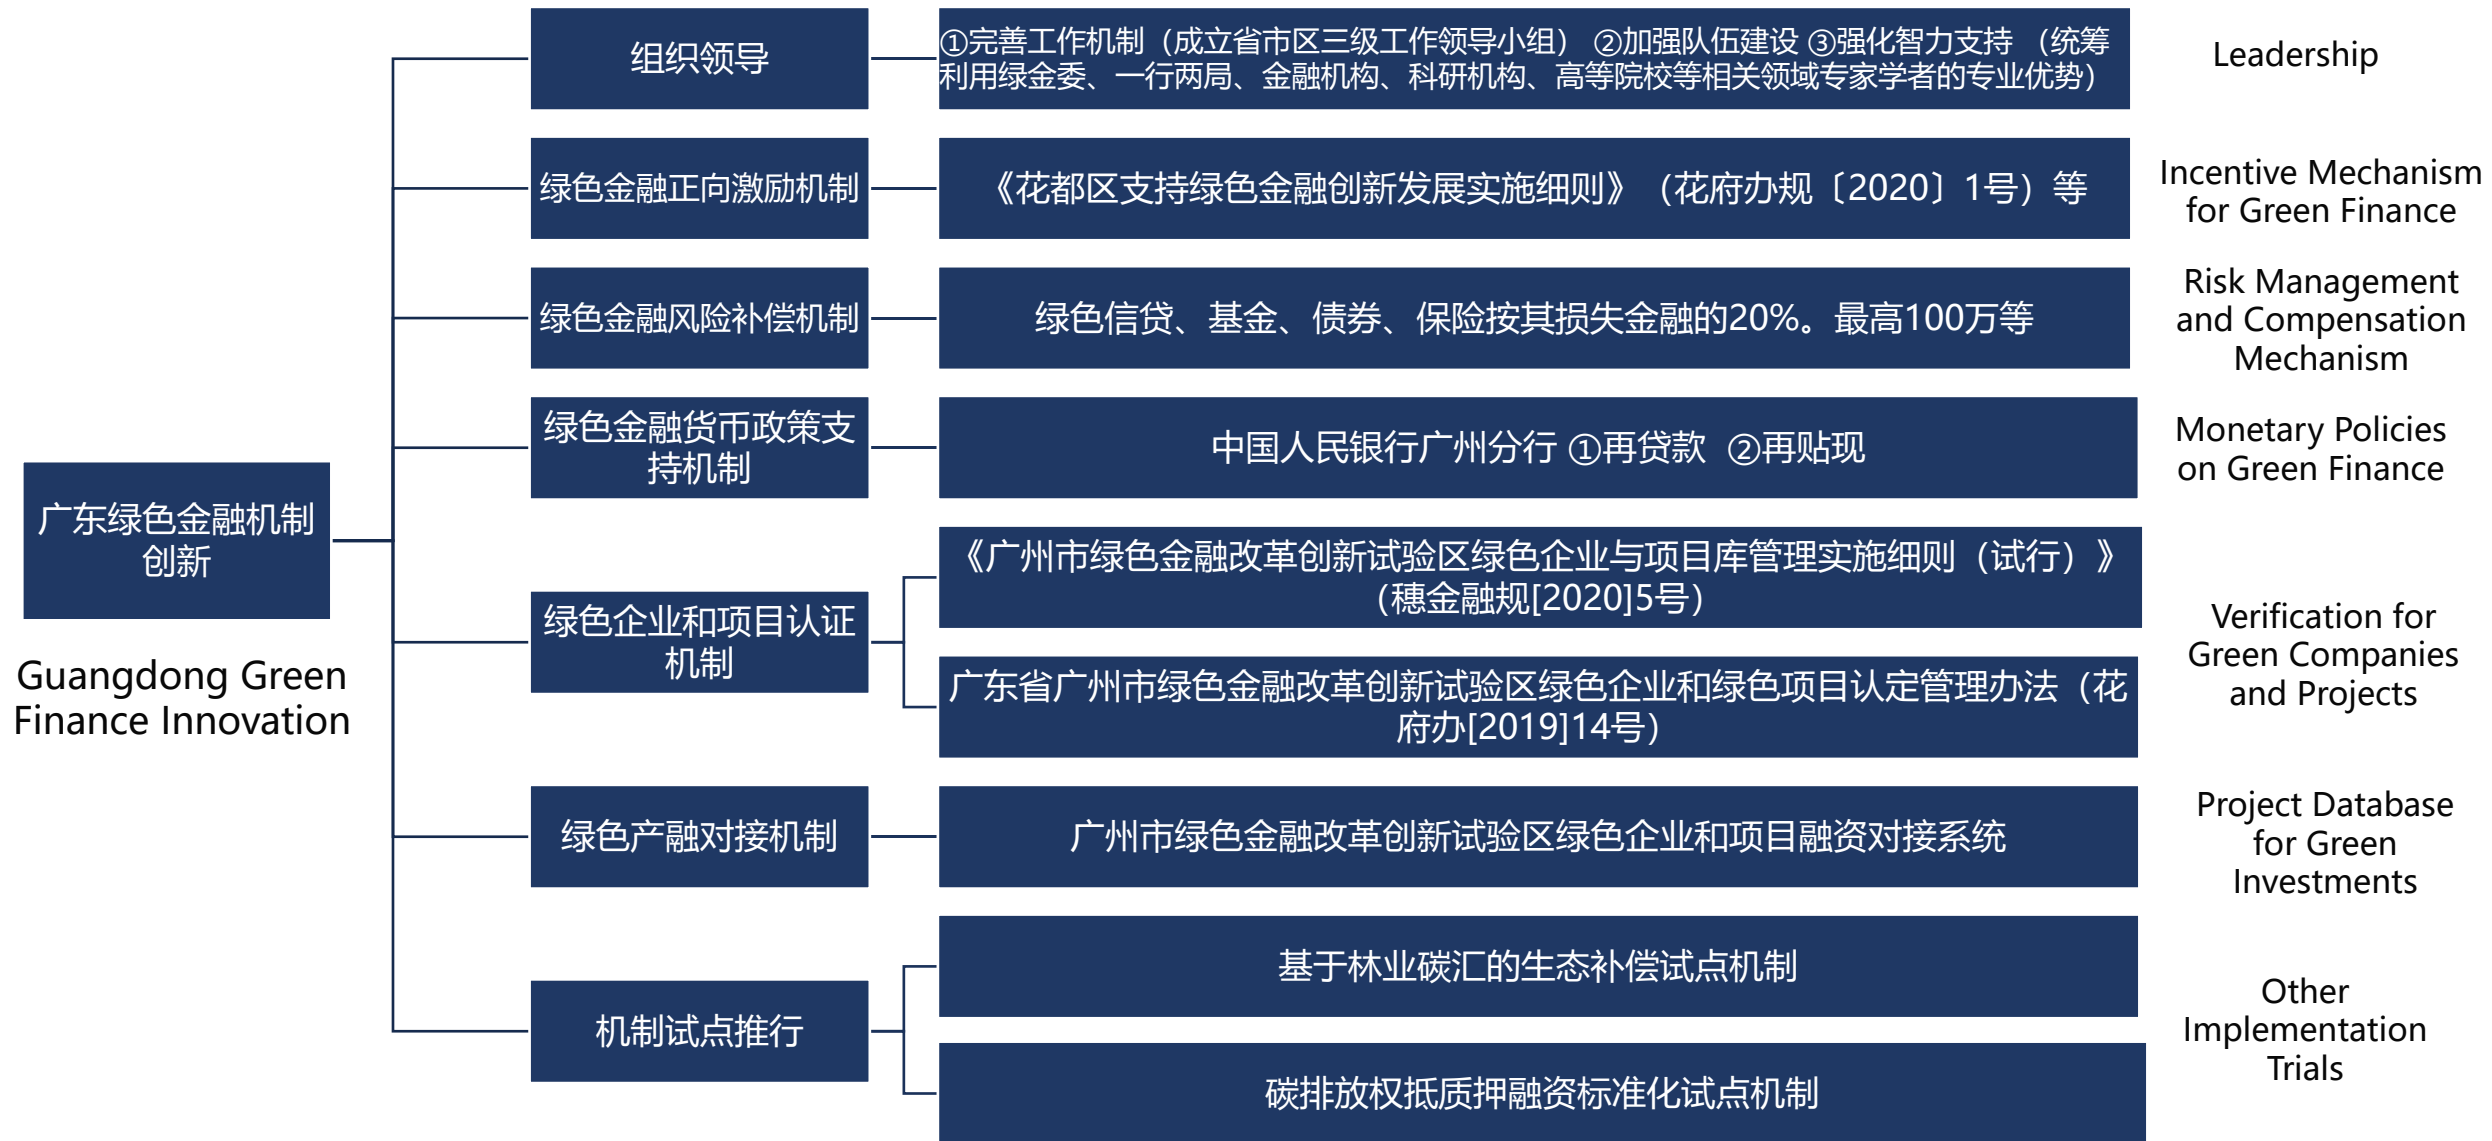 组织领导
①完善工作机制（成立省市区三级工作领导小组） ②加强队伍建设 ③强化智力支持 （统筹
利用绿金委、一行两局、金融机构、科研机构、高等院校等相关领域专家学者的专业优势）
Leadership
绿色金融正向激励机制
《花都区支持绿色金融创新发展实施细则》（花府办规〔2020〕1号）等
Incentive Mechanism
for Green Finance
绿色金融风险补偿机制
绿色信贷、基金、债券、保险按其损失金融的20%。最高100万等
Risk Management
and Compensation
Mechanism
绿色金融货币政策支
持机制
中国人民银行广州分行 ①再贷款 ②再贴现
Monetary Policies
on Green Finance
广东绿色金融机制
创新
Guangdong Green
Finance Innovation
绿色企业和项目认证
机制
《广州市绿色金融改革创新试验区绿色企业与项目库管理实施细则（试行）》
（穗金融规[2020]5号）
广东省广州市绿色金融改革创新试验区绿色企业和绿色项目认定管理办法（花
府办[2019]14号）
Verification for
Green Companies
and Projects
绿色产融对接机制
广州市绿色金融改革创新试验区绿色企业和项目融资对接系统
Project Database
for Green
Investments
机制试点推行
基于林业碳汇的生态补偿试点机制
碳排放权抵质押融资标准化试点机制
Other
Implementation
Trials